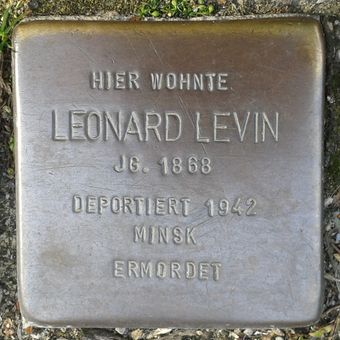 HIER WOHNTE
LEONARD LEVIN
JG. 1868
DEPORTIERT 1942
MINSK
ERMORDET